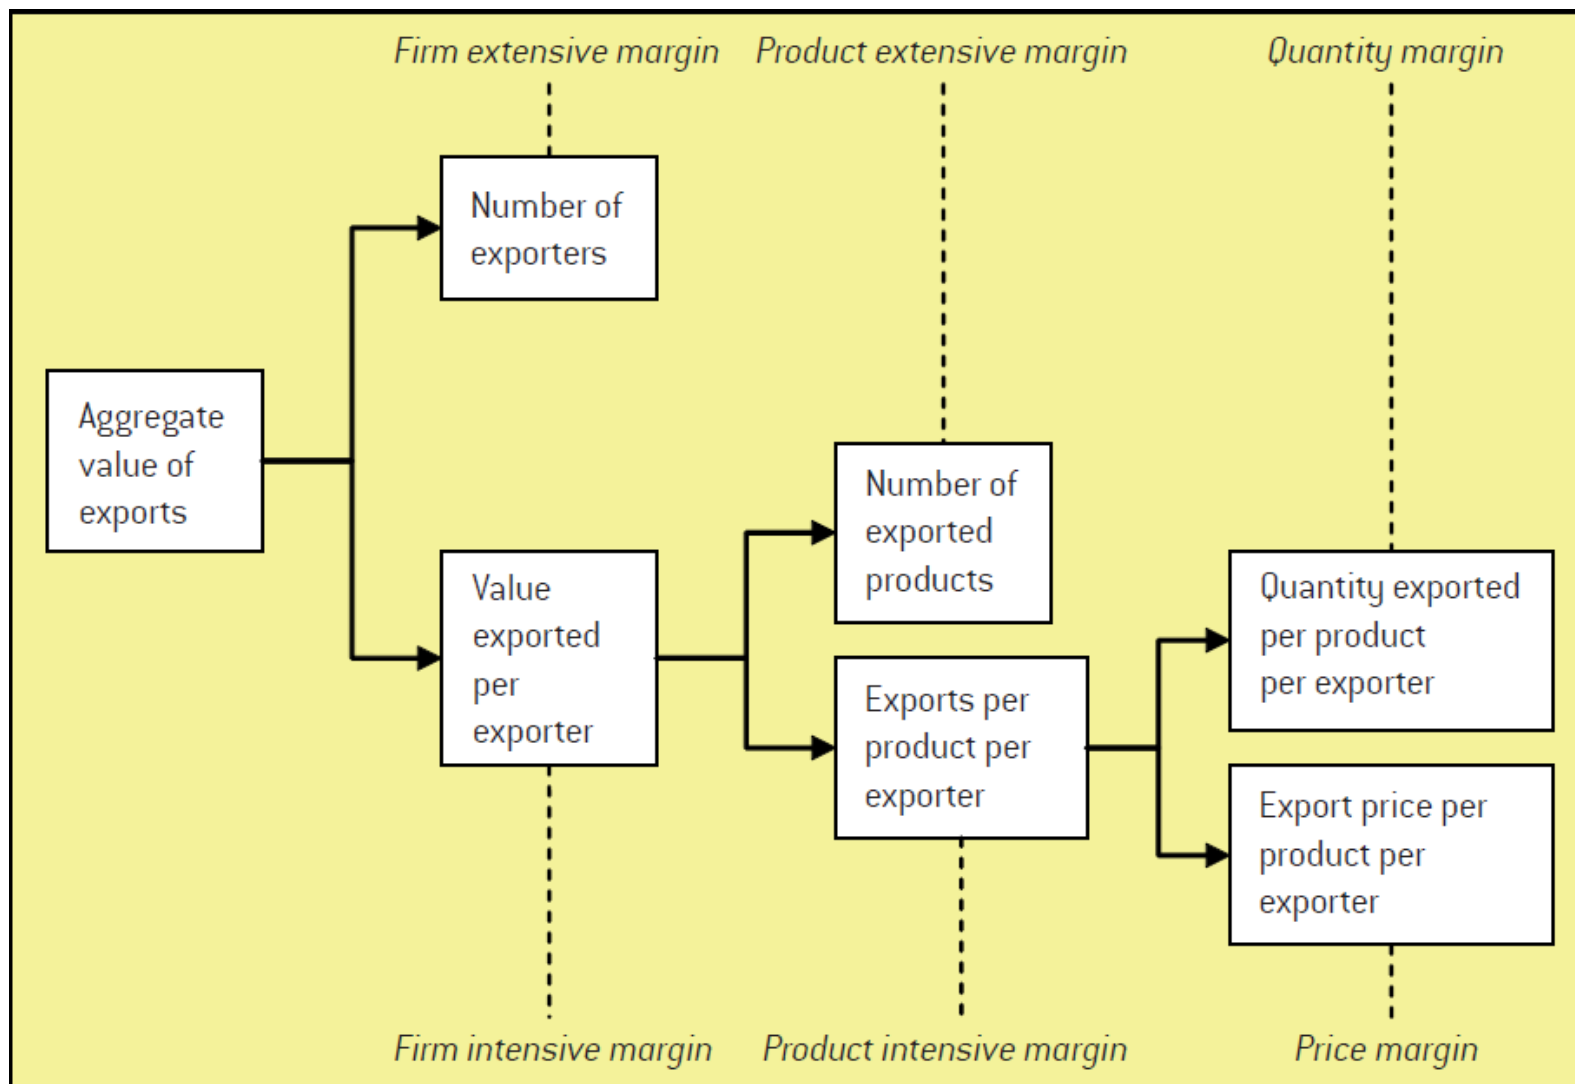 Firm extensive margin
Product extensive margin
Quantity margin
Number of
exporters
Aggregate
value of
exports
Value
exported
per
exporter
Number of
exported
products
Exports per
product per
exporter
Quantity exported
per product
per exporter
Export price per
product per
exporter
Firm intensive margin
Product intensive margin
Price margin